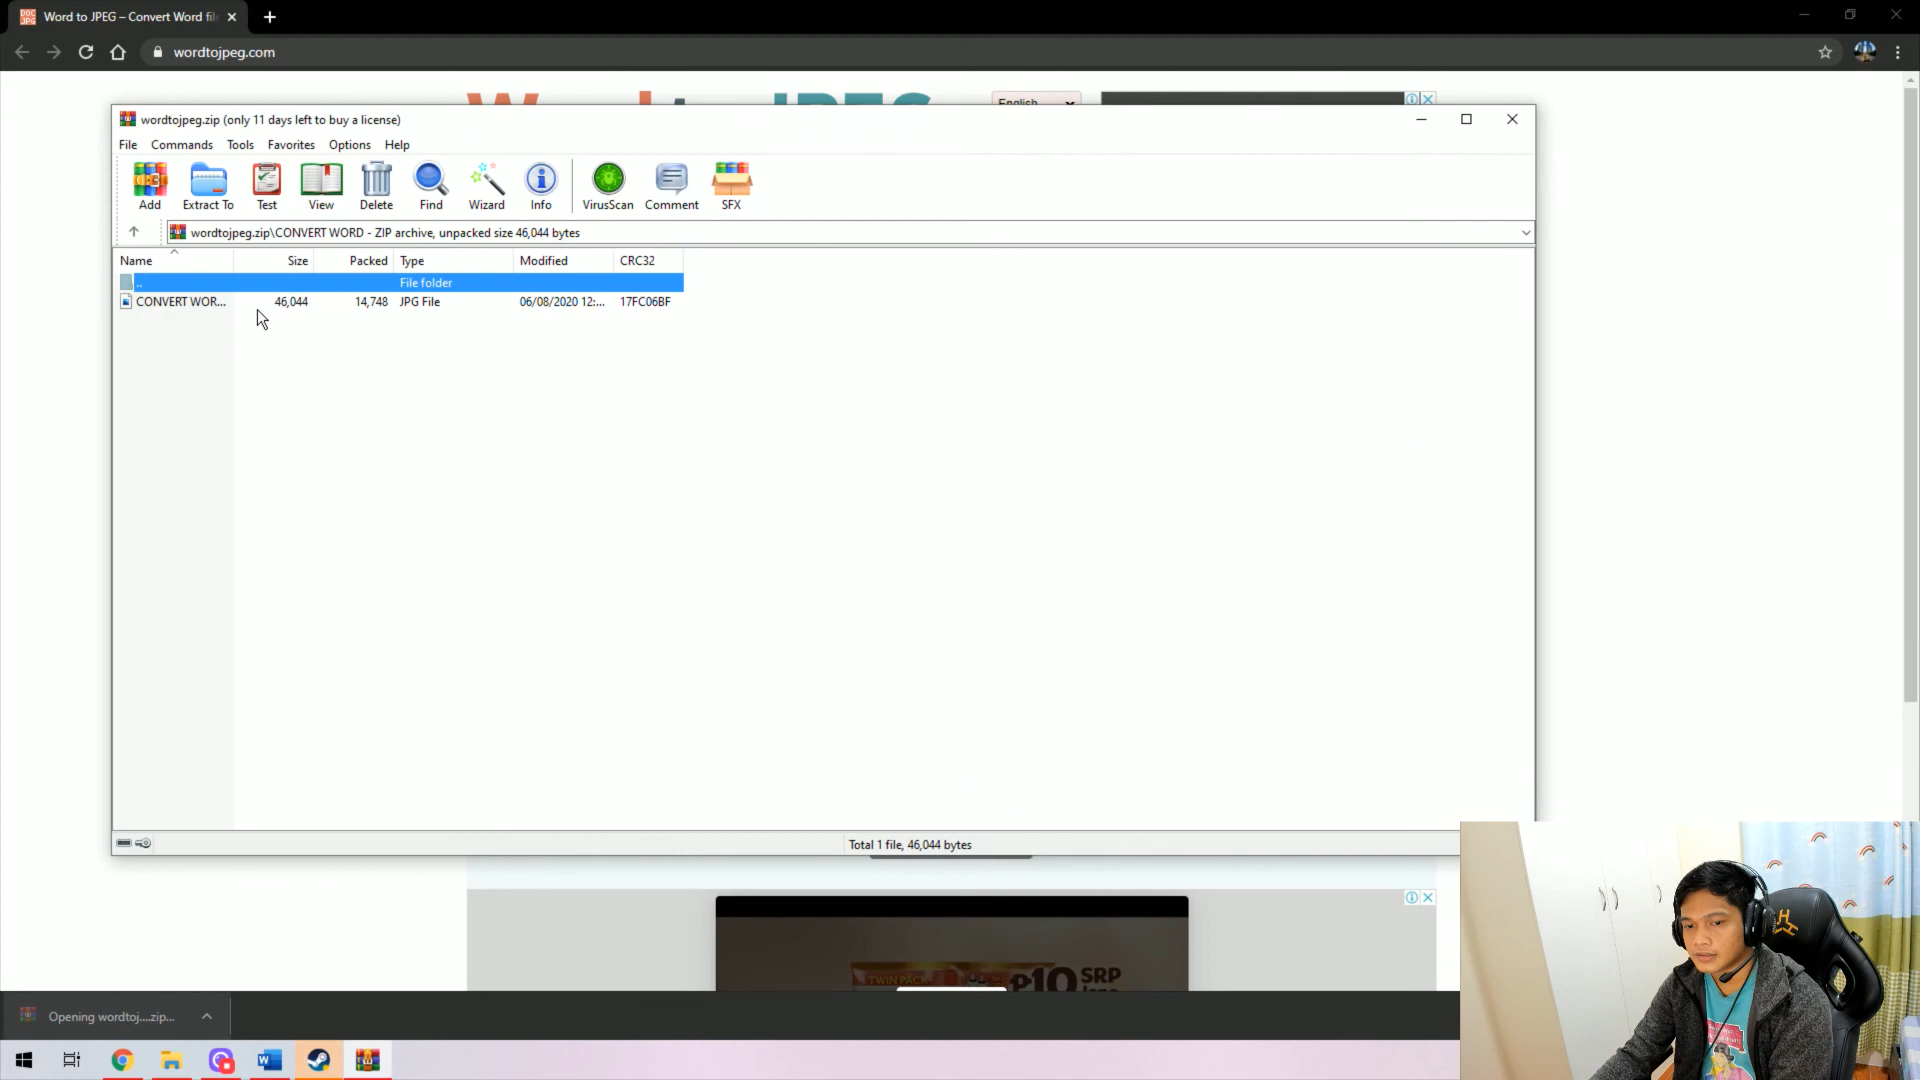 DOC
JPG
Word to JPEG – Convert Word fil
wordtojpeg.com
English
wordtojpeg.zip (only 11 days left to buy a license)
File Commands Tools Favorites Options Help
Add Extract To Test View Delete Find Wizard Info VirusScan Comment SFX
wordtojpeg.zip\CONVERT WORD - ZIP archive, unpacked size 46,044 bytes
Name Size Packed Type Modified CRC32
.. File folder
CONVERT WOR... 46,044 14,748 JPG File 06/08/2020 12:... 17FC06BF
Total 1 file, 46,044 bytes
TWIN PACK
₱10 SRP
Opening wordtoj....zip...